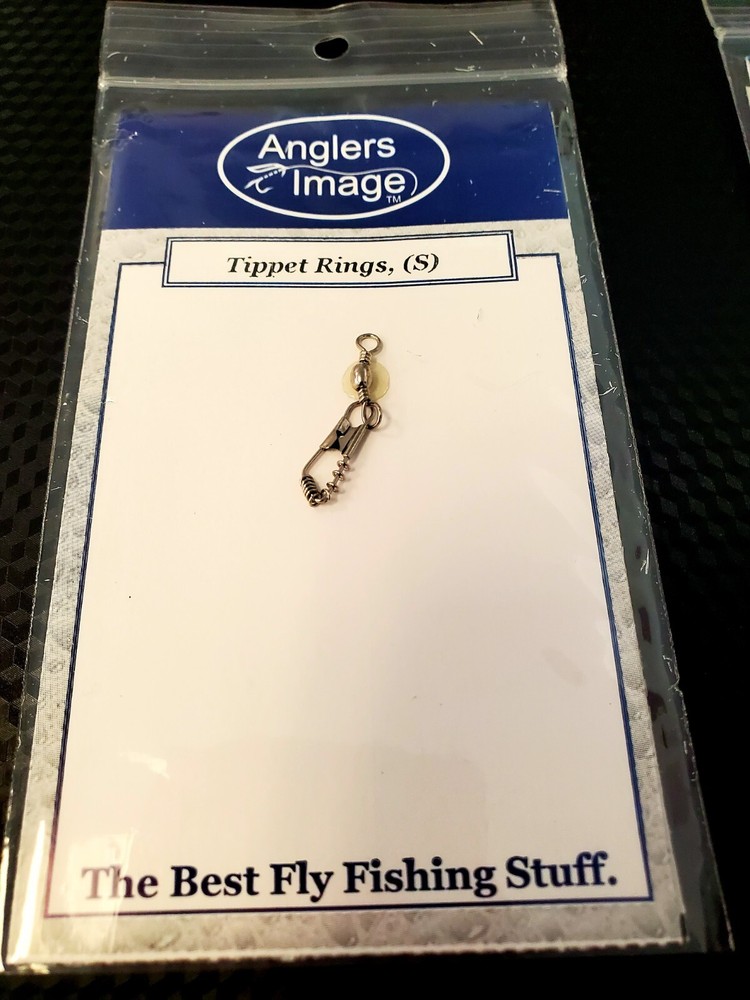 Anglers
Image
TM
Tippet Rings, (S)
The Best Fly Fishing Stuff.